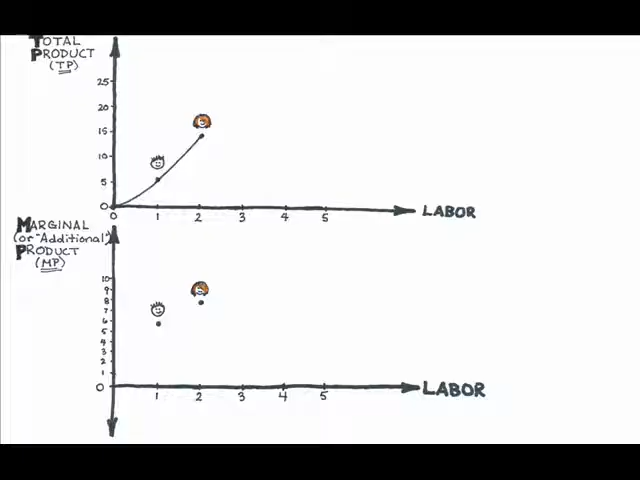 TOTAL
PRODUCT
(TP)
25
20
15
10
5
0
0 1 2 3 4 5
LABOR
MARGINAL
(or "Additional")
PRODUCT
(MP)
10
9
8
7
6
5
4
3
2
1
0
1 2 3 4 5
LABOR